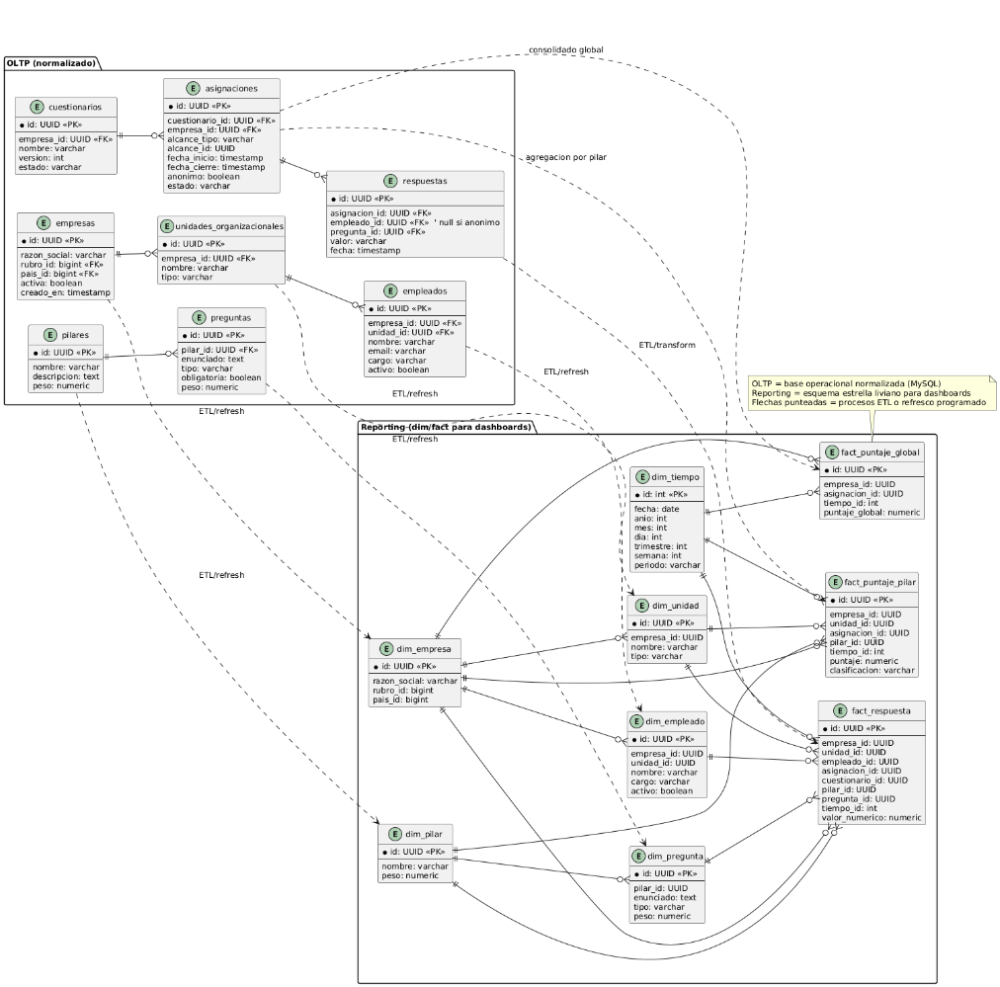 consolidado global
OLTP (normalizado)
E cuestionarios
id: UUID «PK»
empresa_id: UUID «FK»
nombre: varchar
version: int
estado: varchar
E asignaciones
id: UUID «PK»
cuestionario_id: UUID «FK»
empresa_id: UUID «FK»
alcance_tipo: varchar
alcance_id: UUID
fecha_inicio: timestamp
fecha_cierre: timestamp
anonimo: boolean
estado: varchar
agregacion por pilar
E respuestas
id: UUID «PK»
asignacion_id: UUID «FK»
empleado_id: UUID «FK» ' null si anonimo
pregunta_id: UUID «FK»
valor: varchar
fecha: timestamp
E empresas
id: UUID «PK»
razon_social: varchar
rubro_id: bigint «FK»
pais_id: bigint «FK»
activa: boolean
creado_en: timestamp
E unidades_organizacionales
id: UUID «PK»
empresa_id: UUID «FK»
nombre: varchar
tipo: varchar
E empleados
id: UUID «PK»
empresa_id: UUID «FK»
unidad_id: UUID «FK»
nombre: varchar
email: varchar
cargo: varchar
activo: boolean
E pilares
id: UUID «PK»
nombre: varchar
descripcion: text
peso: numeric
E preguntas
id: UUID «PK»
pilar_id: UUID «FK»
enunciado: text
tipo: varchar
obligatoria: boolean
peso: numeric
ETL/transform
ETL/refresh
ETL/refresh
ETL/refresh
ETL/refresh
ETL/refresh
OLTP = base operacional normalizada (MySQL)
Reporting = esquema estrella liviano para dashboards
Flechas punteadas = procesos ETL o refresco programado
Reporting (dim/fact para dashboards)
E fact_puntaje_global
id: UUID «PK»
empresa_id: UUID
asignacion_id: UUID
tiempo_id: int
puntaje_global: numeric
E dim_tiempo
id: int «PK»
fecha: date
anio: int
mes: int
dia: int
trimestre: int
semana: int
periodo: varchar
E fact_puntaje_pilar
id: UUID «PK»
empresa_id: UUID
unidad_id: UUID
asignacion_id: UUID
pilar_id: UUID
tiempo_id: int
puntaje: numeric
clasificacion: varchar
E dim_unidad
id: UUID «PK»
empresa_id: UUID
nombre: varchar
tipo: varchar
E dim_empresa
id: UUID «PK»
razon_social: varchar
rubro_id: bigint
pais_id: bigint
E dim_empleado
id: UUID «PK»
empresa_id: UUID
unidad_id: UUID
nombre: varchar
cargo: varchar
activo: boolean
E fact_respuesta
id: UUID «PK»
empresa_id: UUID
unidad_id: UUID
empleado_id: UUID
asignacion_id: UUID
cuestionario_id: UUID
pilar_id: UUID
pregunta_id: UUID
tiempo_id: int
valor_numerico: numeric
E dim_pilar
id: UUID «PK»
nombre: varchar
peso: numeric
E dim_pregunta
id: UUID «PK»
pilar_id: UUID
enunciado: text
tipo: varchar
peso: numeric